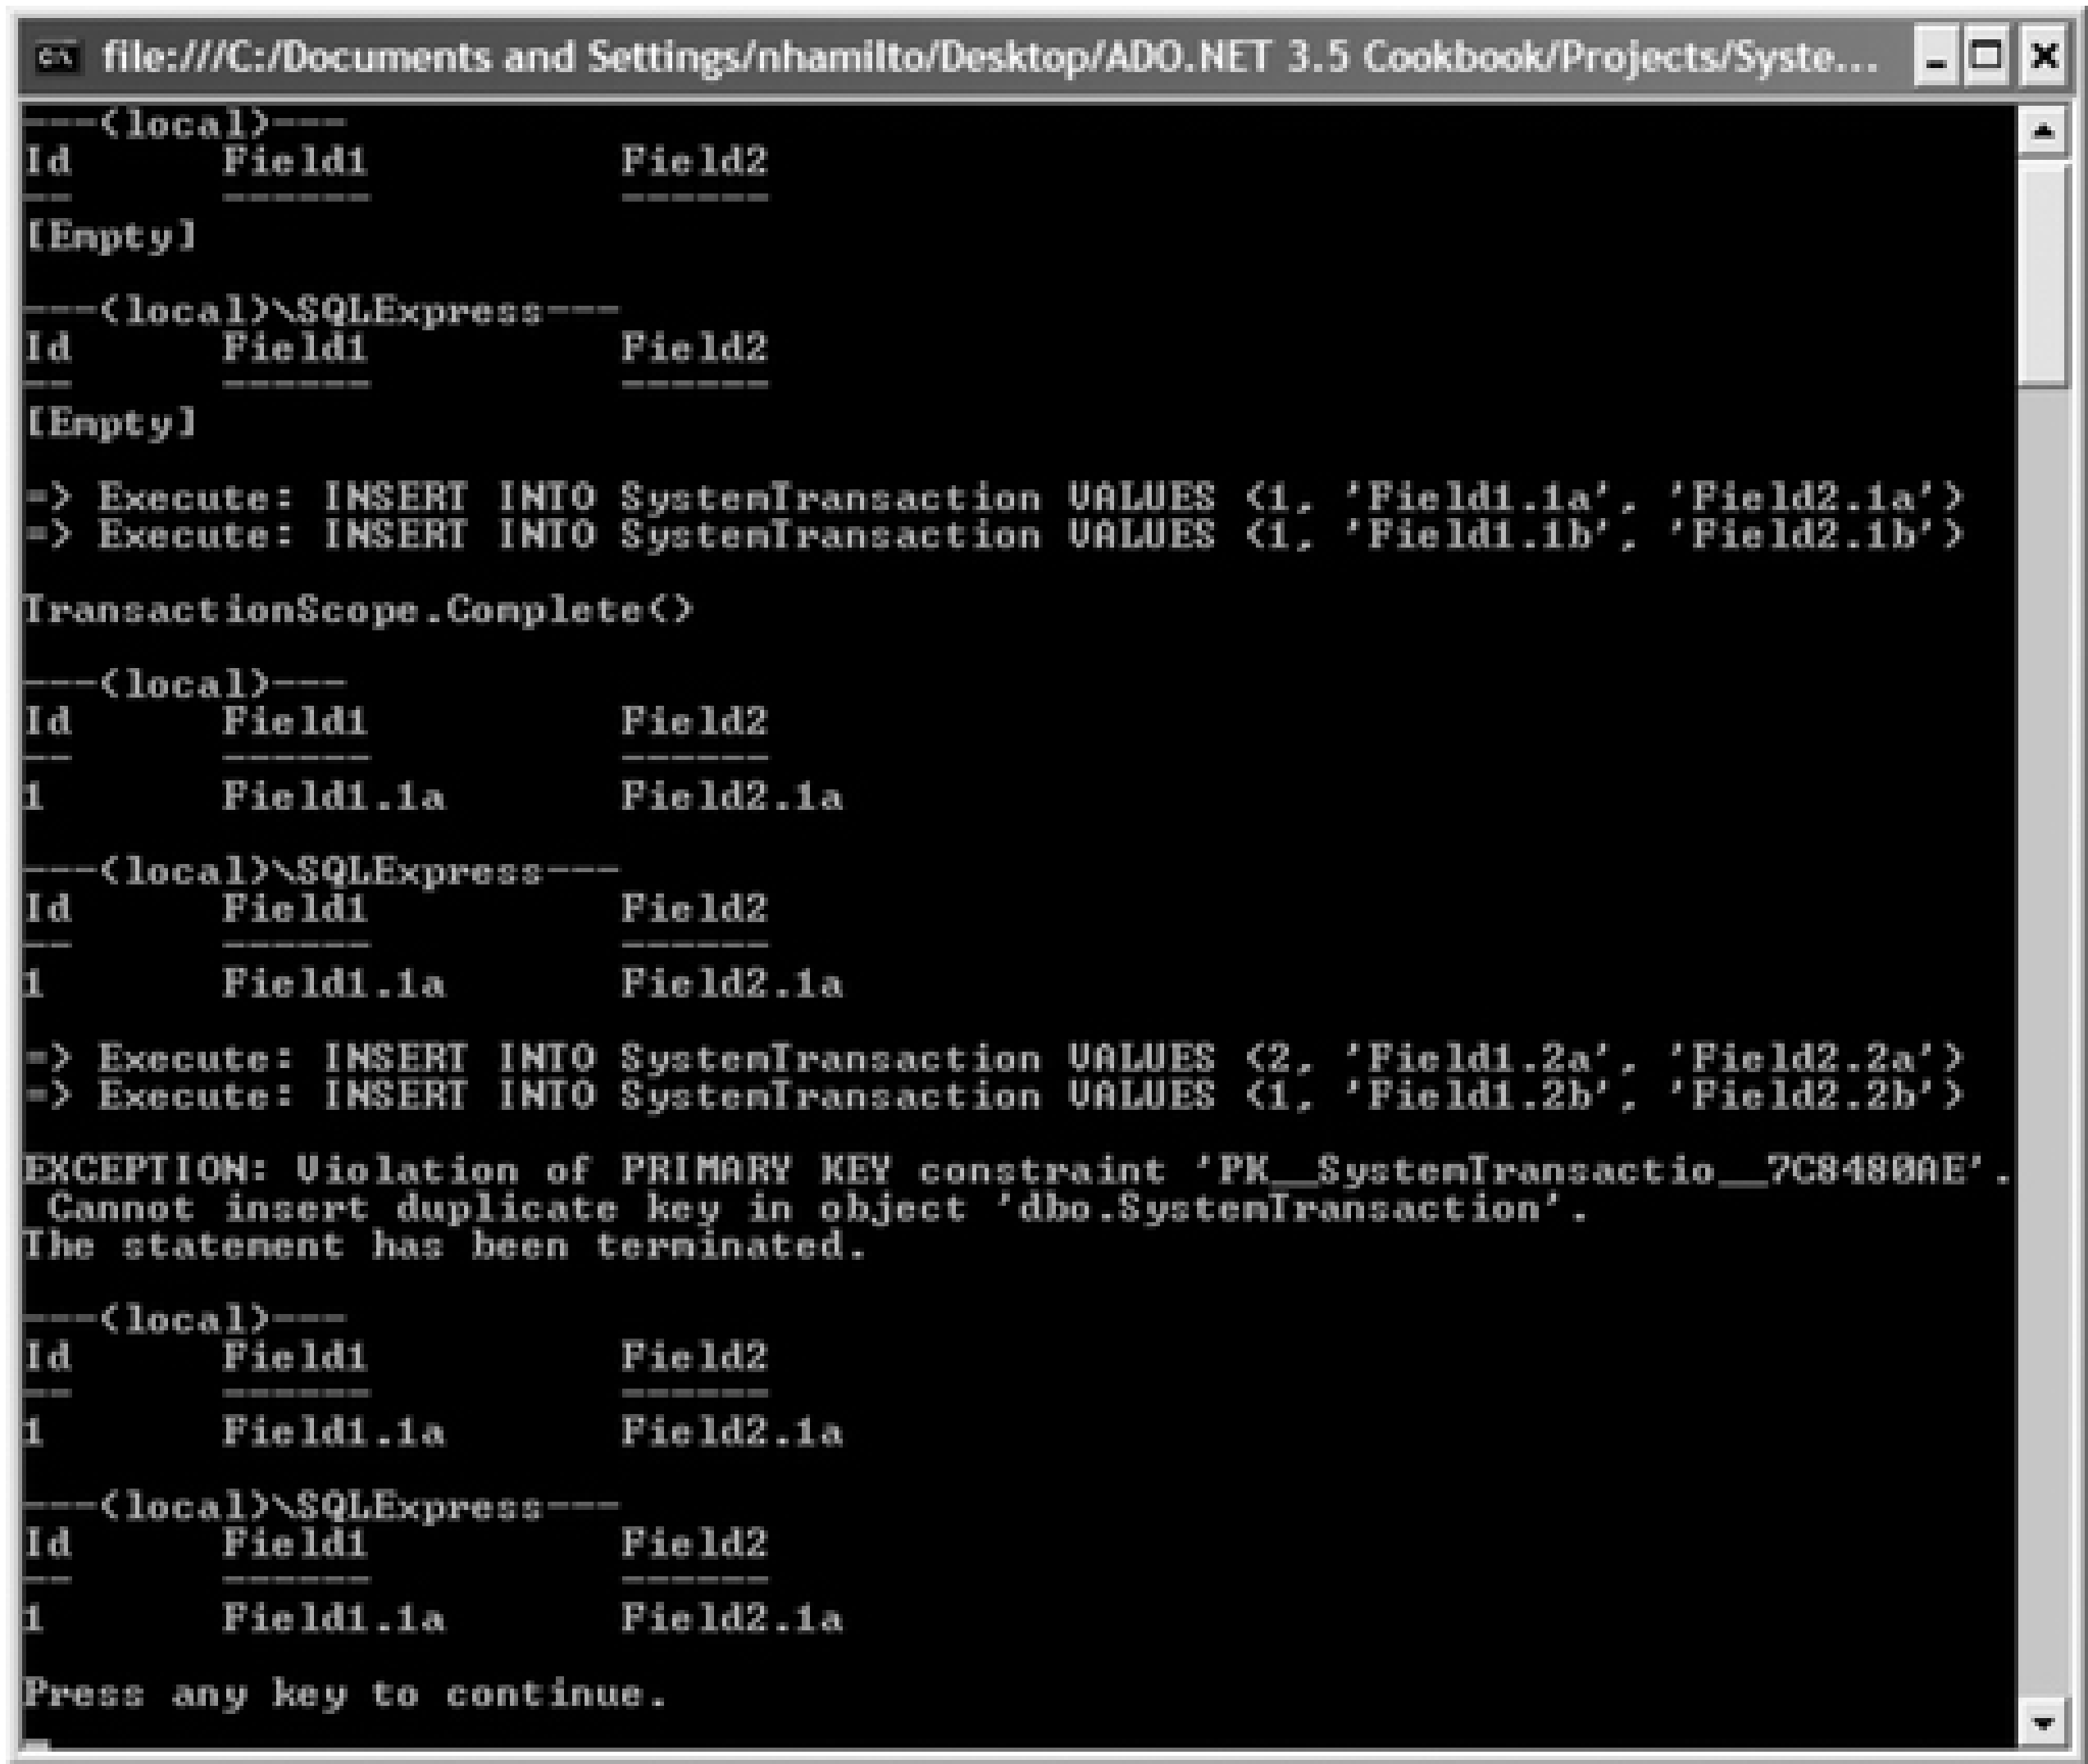 file:///C:/Documents and Settings/nhamilto/Desktop/ADO.NET 3.5 Cookbook/Projects/Syste...
---(local)---
Id Field1 Field2
-- ------ ------
[Empty]
---(local)\SQLExpress---
Id Field1 Field2
-- ------ ------
[Empty]
=> Execute: INSERT INTO SystemTransaction VALUES (1, 'Field1.1a', 'Field2.1a')
=> Execute: INSERT INTO SystemTransaction VALUES (1, 'Field1.1b', 'Field2.1b')
TransactionScope.Complete()
---(local)---
Id Field1 Field2
-- ------ ------
1 Field1.1a Field2.1a
---(local)\SQLExpress---
Id Field1 Field2
-- ------ ------
1 Field1.1a Field2.1a
=> Execute: INSERT INTO SystemTransaction VALUES (2, 'Field1.2a', 'Field2.2a')
=> Execute: INSERT INTO SystemTransaction VALUES (1, 'Field1.2b', 'Field2.2b')
EXCEPTION: Violation of PRIMARY KEY constraint 'PK__SystemTransactio__7C8480AE'.
Cannot insert duplicate key in object 'dbo.SystemTransaction'.
The statement has been terminated.
---(local)---
Id Field1 Field2
-- ------ ------
1 Field1.1a Field2.1a
---(local)\SQLExpress---
Id Field1 Field2
-- ------ ------
1 Field1.1a Field2.1a
Press any key to continue.